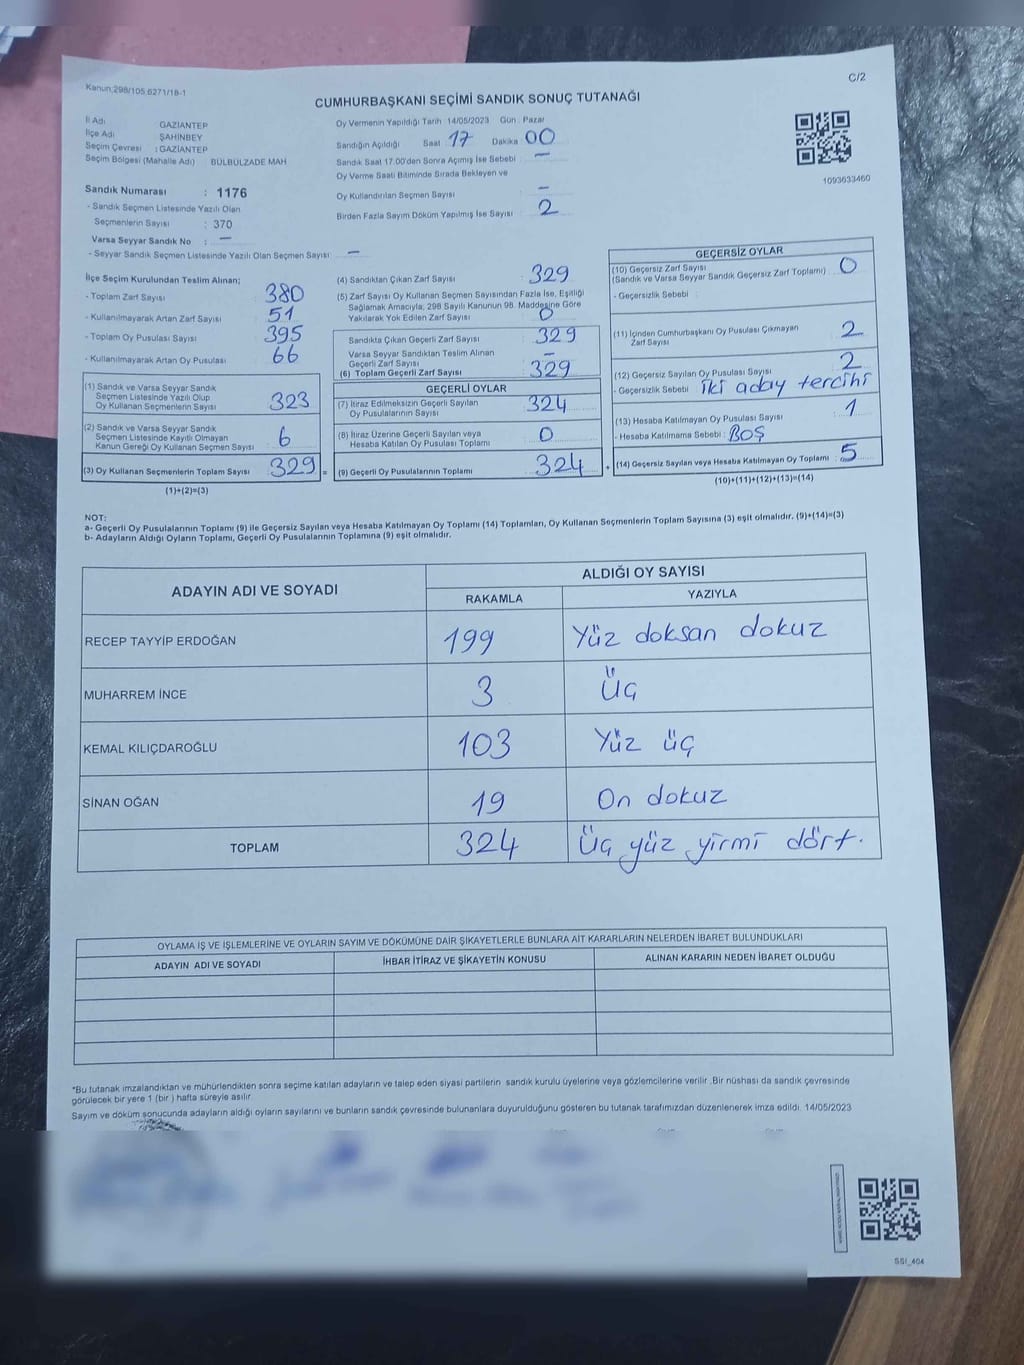 Kanun:298/105,6271/18-1
C/2
CUMHURBAŞKANI SEÇİMİ SANDIK SONUÇ TUTANAĞI
İl Adı GAZİANTEP
İlçe Adı ŞAHİNBEY
Seçim Çevresi : GAZİANTEP
Seçim Bölgesi (Mahalle Adı) BÜLBÜLZADE MAH
Sandık Numarası : 1176
- Sandık Seçmen Listesinde Yazılı Olan
Seçmenlerin Sayısı : 370
Varsa Seyyar Sandık No : -
- Seyyar Sandık Seçmen Listesinde Yazılı Olan Seçmen Sayısı: -
Oy Vermenin Yapıldığı Tarih 14/05/2023 Gün : Pazar
Sandığın Açıldığı Saat 17 Dakika 00
Sandık Saat 17.00'den Sonra Açımış İse Sebebi : -
Oy Verme Saati Bitiminde Sırada Bekleyen ve
Oy Kullandırılan Seçmen Sayısı : -
Birden Fazla Sayım Döküm Yapılmış İse Sayısı : 2
1093633460
İlçe Seçim Kurulundan Teslim Alınan;
- Toplam Zarf Sayısı 380
- Kullanılmayarak Artan Zarf Sayısı 51
- Toplam Oy Pusulası Sayısı 395
- Kullanılmayarak Artan Oy Pusulası 66
(1) Sandık ve Varsa Seyyar Sandık
Seçmen Listesinde Yazılı Olup
Oy Kullanan Seçmenlerin Sayısı : 323
(2) Sandık ve Varsa Seyyar Sandık
Seçmen Listesinde Kayıtlı Olmayan
Kanun Gereği Oy Kullanan Seçmen Sayısı : 6
(3) Oy Kullanan Seçmenlerin Toplam Sayısı : 329 =
(1)+(2)=(3)
(4) Sandıktan Çıkan Zarf Sayısı : 329
(5) Zarf Sayısı Oy Kullanan Seçmen Sayısından Fazla İse, Eşitliği
Sağlamak Amacıyla, 298 Sayılı Kanunun 98. Maddesine Göre
Yakılarak Yok Edilen Zarf Sayısı : 0
Sandıkta Çıkan Geçerli Zarf Sayısı : 329
Varsa Seyyar Sandıktan Teslim Alınan
Geçerli Zarf Sayısı : -
(6) Toplam Geçerli Zarf Sayısı : 329
GEÇERLİ OYLAR
(7) İtiraz Edilmeksizin Geçerli Sayılan
Oy Pusulalarının Sayısı : 324
(8) İtiraz Üzerine Geçerli Sayılan veya
Hesaba Katılan Oy Pusulası Toplamı : 0
(9) Geçerli Oy Pusulalarının Toplamı : 324 +
GEÇERSİZ OYLAR
(10) Geçersiz Zarf Sayısı
(Sandık ve Varsa Seyyar Sandık Geçersiz Zarf Toplamı) : 0
- Geçersizlik Sebebi :
(11) İçinden Cumhurbaşkanı Oy Pusulası Çıkmayan
Zarf Sayısı : 2
(12) Geçersiz Sayılan Oy Pusulası Sayısı : 2
- Geçersizlik Sebebi : iki aday tercihi
(13) Hesaba Katılmayan Oy Pusulası Sayısı : 1
- Hesaba Katılmama Sebebi : BOŞ
(14) Geçersiz Sayılan veya Hesaba Katılmayan Oy Toplamı : 5
(10)+(11)+(12)+(13)=(14)
NOT:
a- Geçerli Oy Pusulalarının Toplamı (9) ile Geçersiz Sayılan veya Hesaba Katılmayan Oy Toplamı (14) Toplamları, Oy Kullanan Seçmenlerin Toplam Sayısına (3) eşit olmalıdır. (9)+(14)=(3)
b- Adayların Aldığı Oyların Toplamı, Geçerli Oy Pusulalarının Toplamına (9) eşit olmalıdır.
ADAYIN ADI VE SOYADI ALDIĞI OY SAYISI
RAKAMLA YAZIYLA
RECEP TAYYİP ERDOĞAN 199 Yüz doksan dokuz
MUHARREM İNCE 3 Üç
KEMAL KILIÇDAROĞLU 103 Yüz üç
SİNAN OĞAN 19 On dokuz
TOPLAM 324 Üç yüz yirmi dört.
OYLAMA İŞ VE İŞLEMLERİNE VE OYLARIN SAYIM VE DÖKÜMÜNE DAİR ŞİKAYETLERLE BUNLARA AİT KARARLARIN NELERDEN İBARET BULUNDUKLARI
ADAYIN ADI VE SOYADI İHBAR İTİRAZ VE ŞİKAYETİN KONUSU ALINAN KARARIN NEDEN İBARET OLDUĞU
*Bu tutanak imzalandıktan ve mühürlendikten sonra seçime katılan adayların ve talep eden siyasi partilerin sandık kurulu üyelerine veya gözlemcilerine verilir .Bir nüshası da sandık çevresinde
görülecek bir yere 1 (bir ) hafta süreyle asılır.
Sayım ve döküm sonucunda adayların aldığı oyların sayılarını ve bunların sandık çevresinde bulunanlara duyurulduğunu gösteren bu tutanak tarafımızdan düzenlenerek imza edildi. 14/05/2023
SSİ_404